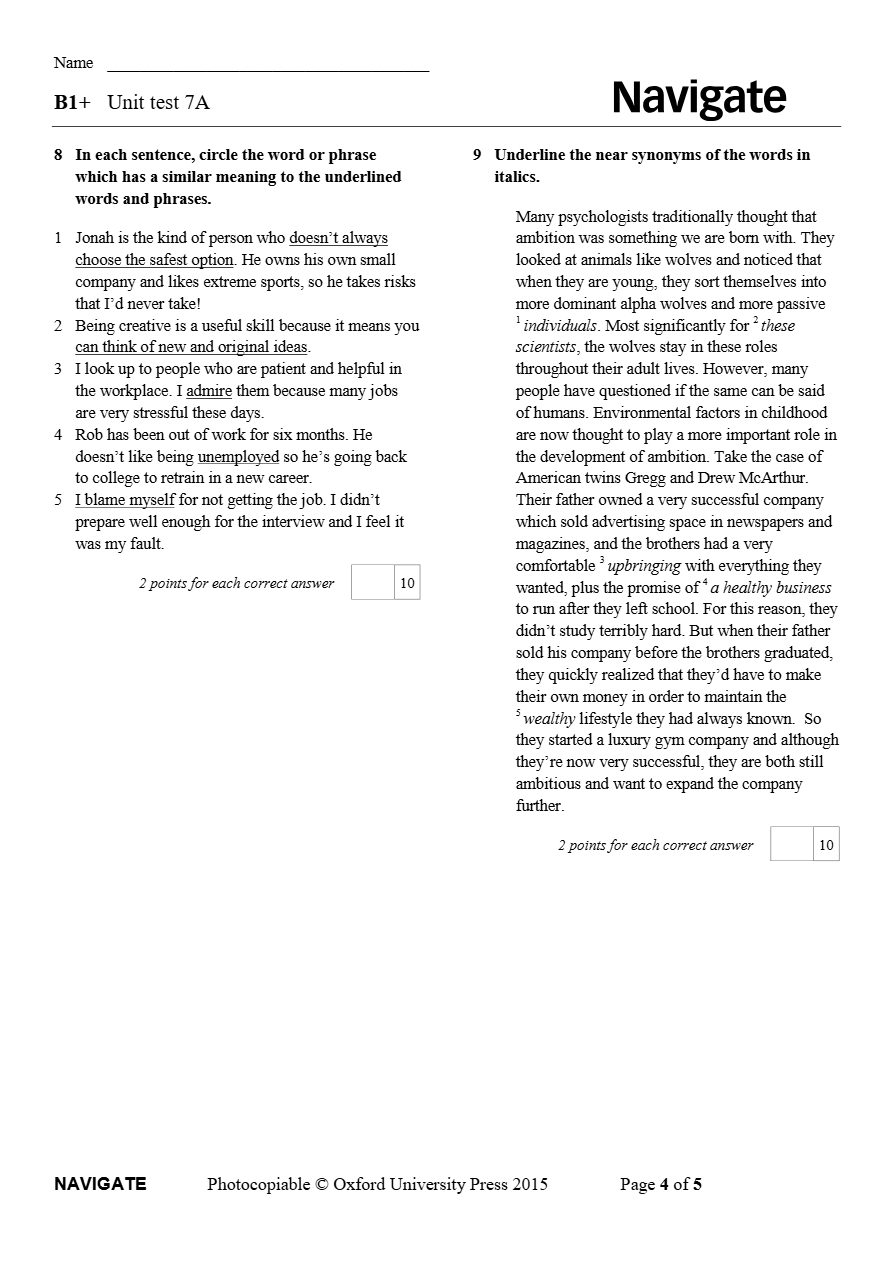 Name
B1+ Unit test 7A
Navigate
8 In each sentence, circle the word or phrase
which has a similar meaning to the underlined
words and phrases.
1 Jonah is the kind of person who doesn’t always
choose the safest option. He owns his own small
company and likes extreme sports, so he takes risks
that I’d never take!
2 Being creative is a useful skill because it means you
can think of new and original ideas.
3 I look up to people who are patient and helpful in
the workplace. I admire them because many jobs
are very stressful these days.
4 Rob has been out of work for six months. He
doesn’t like being unemployed so he’s going back
to college to retrain in a new career.
5 I blame myself for not getting the job. I didn’t
prepare well enough for the interview and I feel it
was my fault.
2 points for each correct answer 10
9 Underline the near synonyms of the words in
italics.
Many psychologists traditionally thought that
ambition was something we are born with. They
looked at animals like wolves and noticed that
when they are young, they sort themselves into
more dominant alpha wolves and more passive
1 individuals. Most significantly for 2 these
scientists, the wolves stay in these roles
throughout their adult lives. However, many
people have questioned if the same can be said
of humans. Environmental factors in childhood
are now thought to play a more important role in
the development of ambition. Take the case of
American twins Gregg and Drew McArthur.
Their father owned a very successful company
which sold advertising space in newspapers and
magazines, and the brothers had a very
comfortable 3 upbringing with everything they
wanted, plus the promise of 4 a healthy business
to run after they left school. For this reason, they
didn’t study terribly hard. But when their father
sold his company before the brothers graduated,
they quickly realized that they’d have to make
their own money in order to maintain the
5 wealthy lifestyle they had always known. So
they started a luxury gym company and although
they’re now very successful, they are both still
ambitious and want to expand the company
further.
2 points for each correct answer 10
NAVIGATE Photocopiable © Oxford University Press 2015 Page 4 of 5